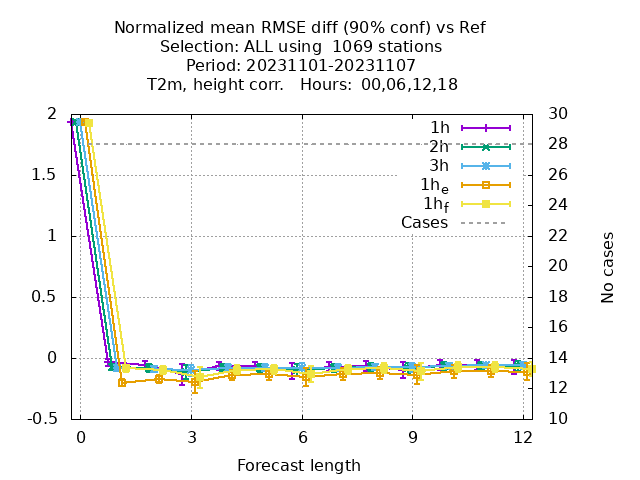 Normalized mean RMSE diff (90% conf) vs Ref
Selection: ALL using  1069 stations
Period: 20231101-20231107
T2m, height corr.   Hours:  00,06,12,18
2
1.5
1
0.5
0
-0.5
30
28
26
24
22
20
18
16
14
12
10
1h
2h
3h
1he
1hf
Cases
No cases
0 3 6 9 12
Forecast length